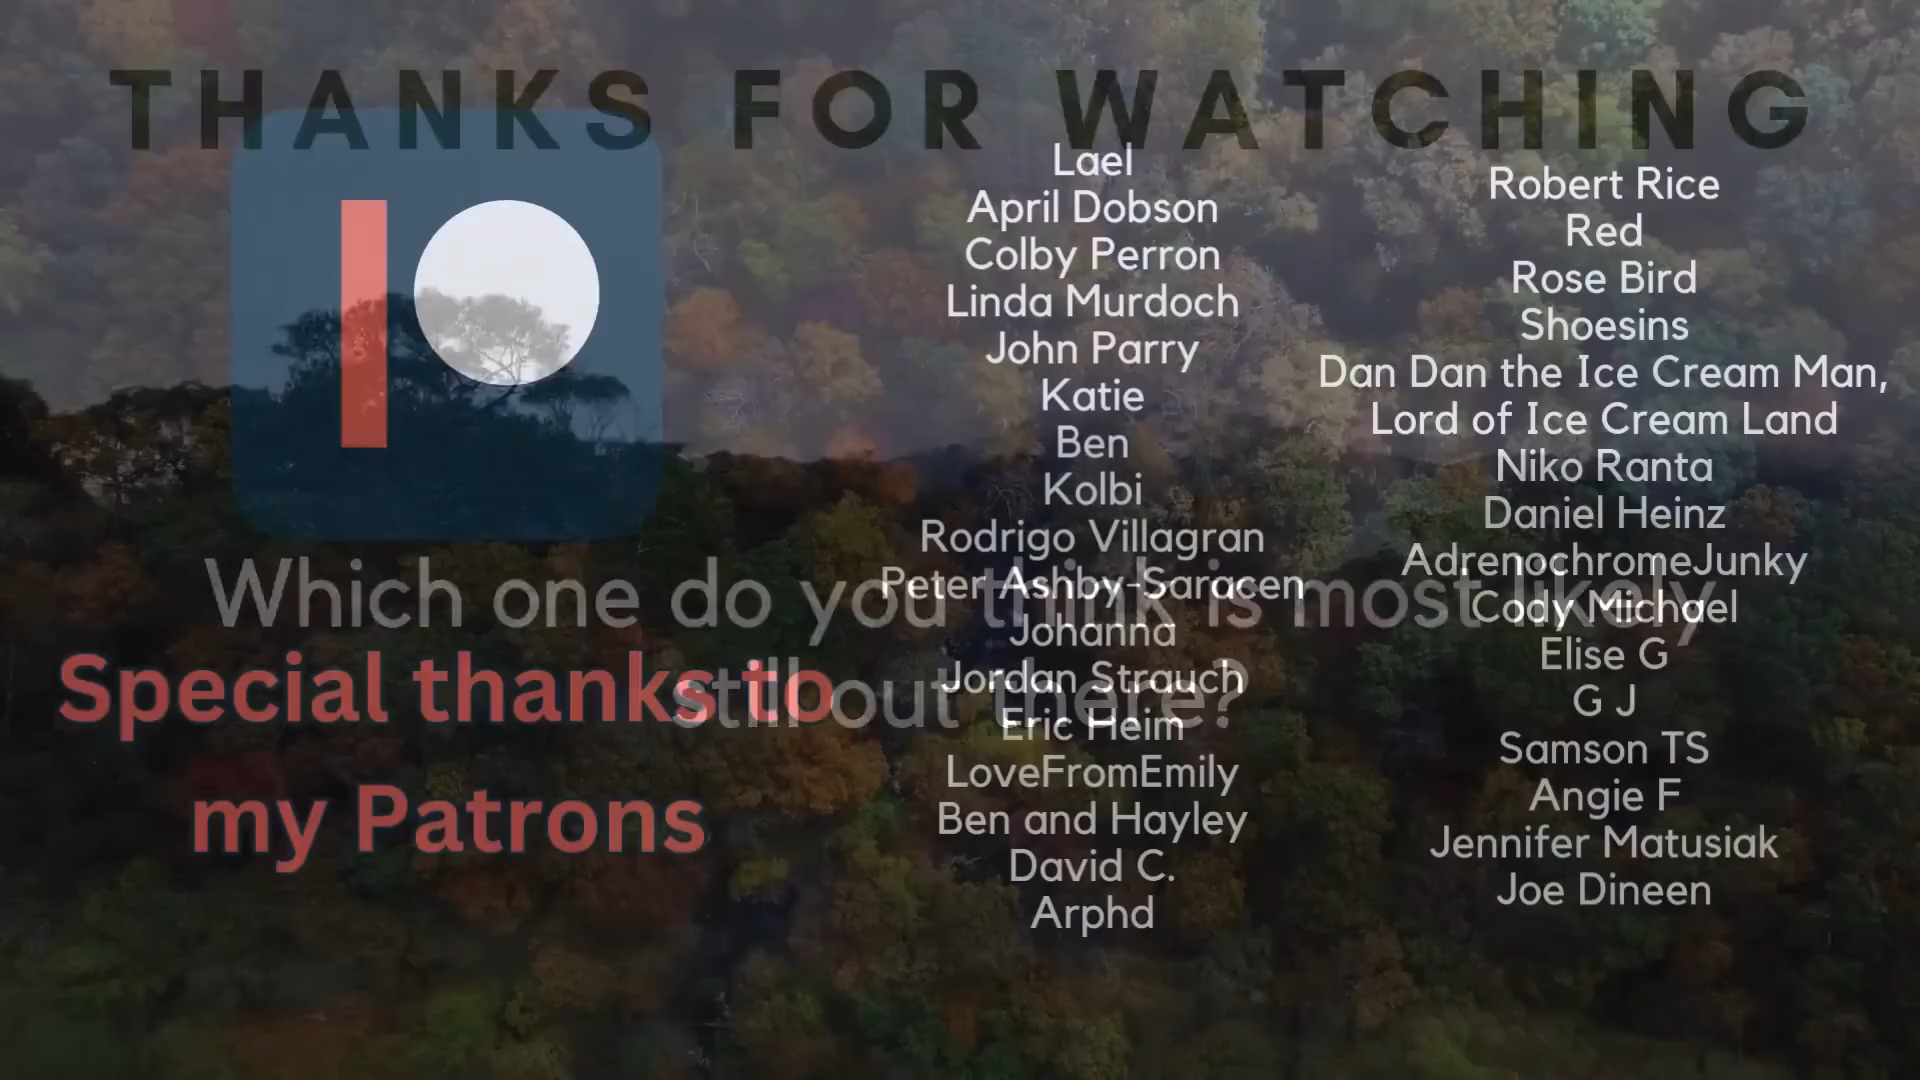 THANKS FOR WATCHING
Which one do you think is most likely
still out there?
Special thanks to
my Patrons
Lael
April Dobson
Colby Perron
Linda Murdoch
John Parry
Katie
Ben
Kolbi
Rodrigo Villagran
Peter Ashby-Saracen
Johanna
Jordan Strauch
Eric Heim
LoveFromEmily
Ben and Hayley
David C.
Arphd
Robert Rice
Red
Rose Bird
Shoesins
Dan Dan the Ice Cream Man,
Lord of Ice Cream Land
Niko Ranta
Daniel Heinz
AdrenochromeJunky
Cody Michael
Elise G
G J
Samson TS
Angie F
Jennifer Matusiak
Joe Dineen